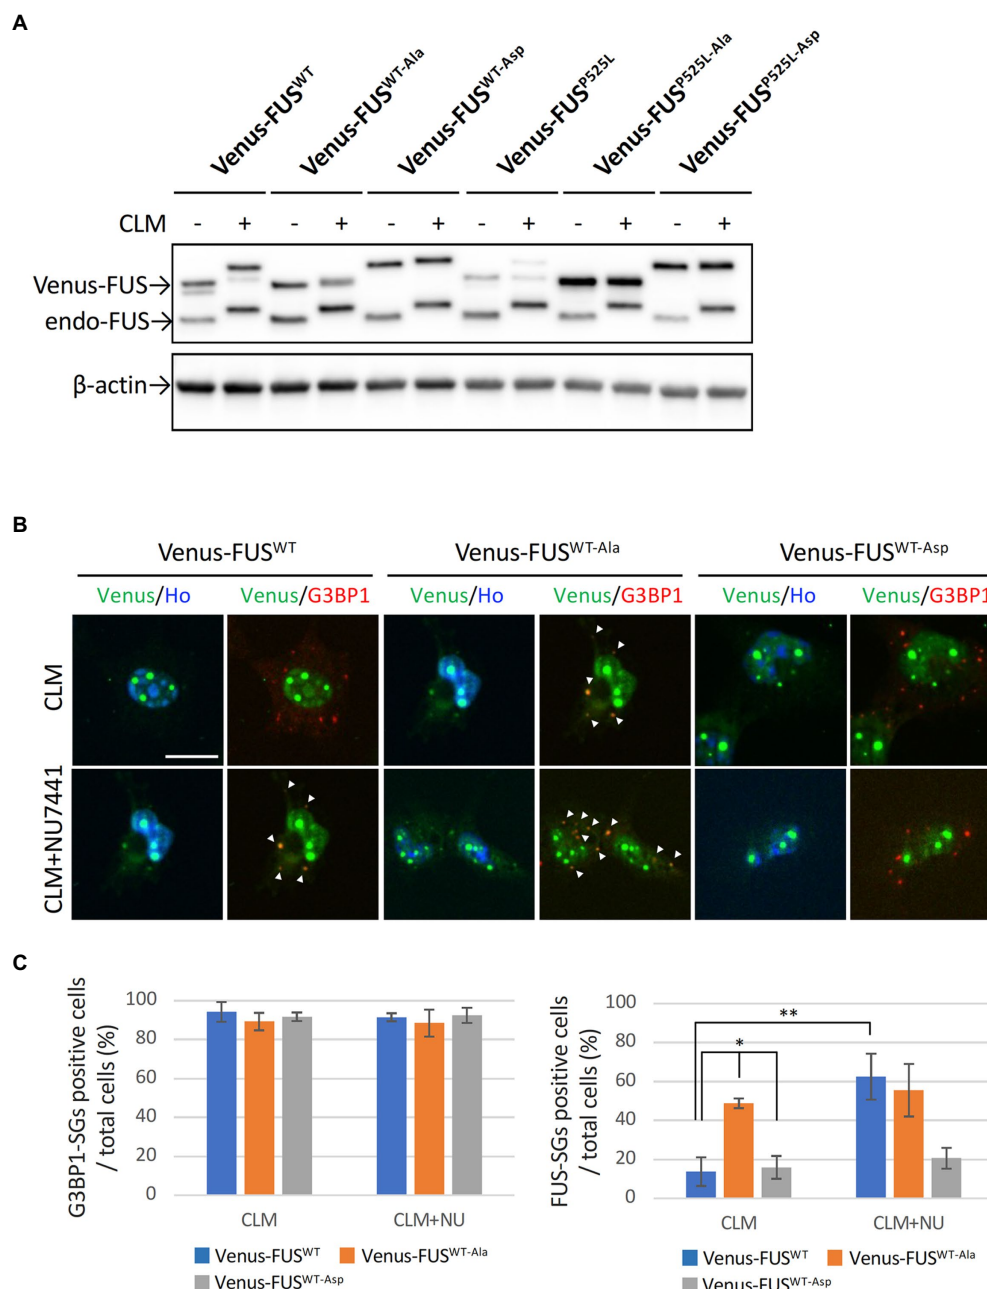 A
Venus-FUSWT
Venus-FUSWT-Ala
Venus-FUSWT-Asp
Venus-FUSP525L
Venus-FUSP525L-Ala
Venus-FUSP525L-Asp
CLM - + - + - + - + - + - +
Venus-FUS→
endo-FUS→
β-actin→
B
Venus-FUSWT Venus-FUSWT-Ala Venus-FUSWT-Asp
Venus/Ho Venus/G3BP1 Venus/Ho Venus/G3BP1 Venus/Ho Venus/G3BP1
CLM
CLM+NU7441
C
G3BP1-SGs positive cells
/ total cells (%)
100
80
60
40
20
0
CLM CLM+NU
Venus-FUSWT Venus-FUSWT-Ala
Venus-FUSWT-Asp
FUS-SGs positive cells
/ total cells (%)
100
80
60
40
20
0
**
*
CLM CLM+NU
Venus-FUSWT Venus-FUSWT-Ala
Venus-FUSWT-Asp